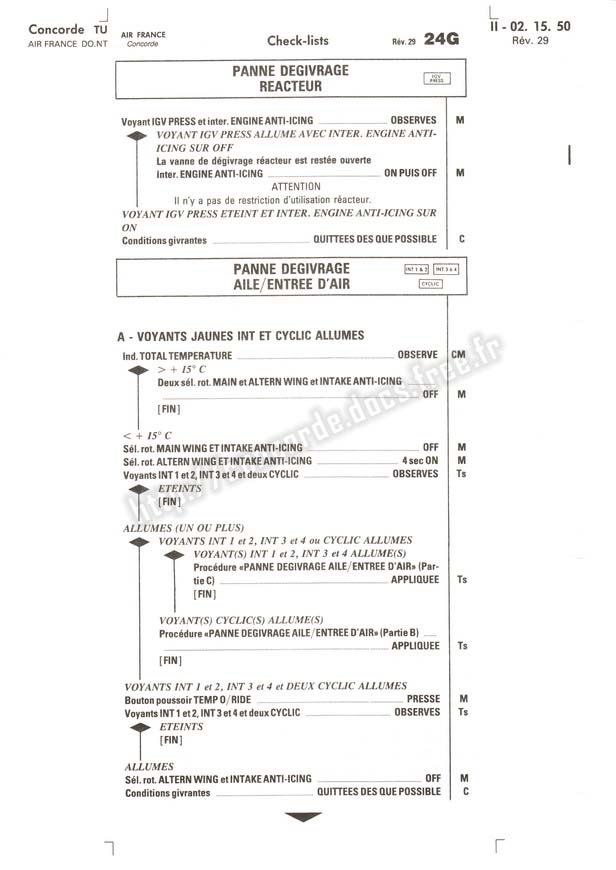 Concorde TU
AIR FRANCE DO.NT
AIR FRANCE
Concorde
Check-lists
Rév. 29 24G
II - 02. 15. 50
Rév. 29
PANNE DEGIVRAGE
REACTEUR
IGV
PRESS
Voyant IGV PRESS et inter. ENGINE ANTI-ICING OBSERVES M
VOYANT IGV PRESS ALLUME AVEC INTER. ENGINE ANTI-
ICING SUR OFF
La vanne de dégivrage réacteur est restée ouverte
Inter. ENGINE ANTI-ICING ON PUIS OFF M
ATTENTION
Il n'y a pas de restriction d'utilisation réacteur.
VOYANT IGV PRESS ETEINT ET INTER. ENGINE ANTI-ICING SUR
ON
Conditions givrantes QUITTEES DES QUE POSSIBLE C
PANNE DEGIVRAGE
AILE/ENTREE D'AIR
INT 1 & 2 INT 3 & 4
CYCLIC
A - VOYANTS JAUNES INT ET CYCLIC ALLUMES
Ind. TOTAL TEMPERATURE OBSERVE CM
> + 15° C
Deux sél. rot. MAIN et ALTERN WING et INTAKE ANTI-ICING
OFF M
[FIN]
< + 15° C
Sél. rot. MAIN WING ET INTAKE ANTI-ICING OFF M
Sél. rot. ALTERN WING et INTAKE ANTI-ICING 4 sec ON M
Voyants INT 1 et 2, INT 3 et 4 et deux CYCLIC OBSERVES Ts
ETEINTS
[FIN]
ALLUMES (UN OU PLUS)
VOYANTS INT 1 et 2, INT 3 et 4 ou CYCLIC ALLUMES
VOYANT(S) INT 1 et 2, INT 3 et 4 ALLUME(S)
Procédure «PANNE DEGIVRAGE AILE/ENTREE D'AIR» (Par-
tie C) APPLIQUEE Ts
[FIN]
VOYANT(S) CYCLIC(S) ALLUME(S)
Procédure «PANNE DEGIVRAGE AILE/ENTREE D'AIR» (Partie B)
APPLIQUEE Ts
[FIN]
VOYANTS INT 1 et 2, INT 3 et 4 et DEUX CYCLIC ALLUMES
Bouton poussoir TEMP O/RIDE PRESSE M
Voyants INT 1 et 2, INT 3 et 4 et deux CYCLIC OBSERVES Ts
ETEINTS
[FIN]
ALLUMES
Sél. rot. ALTERN WING et INTAKE ANTI-ICING OFF M
Conditions givrantes QUITTEES DES QUE POSSIBLE C
http://concorde.docs.free.fr